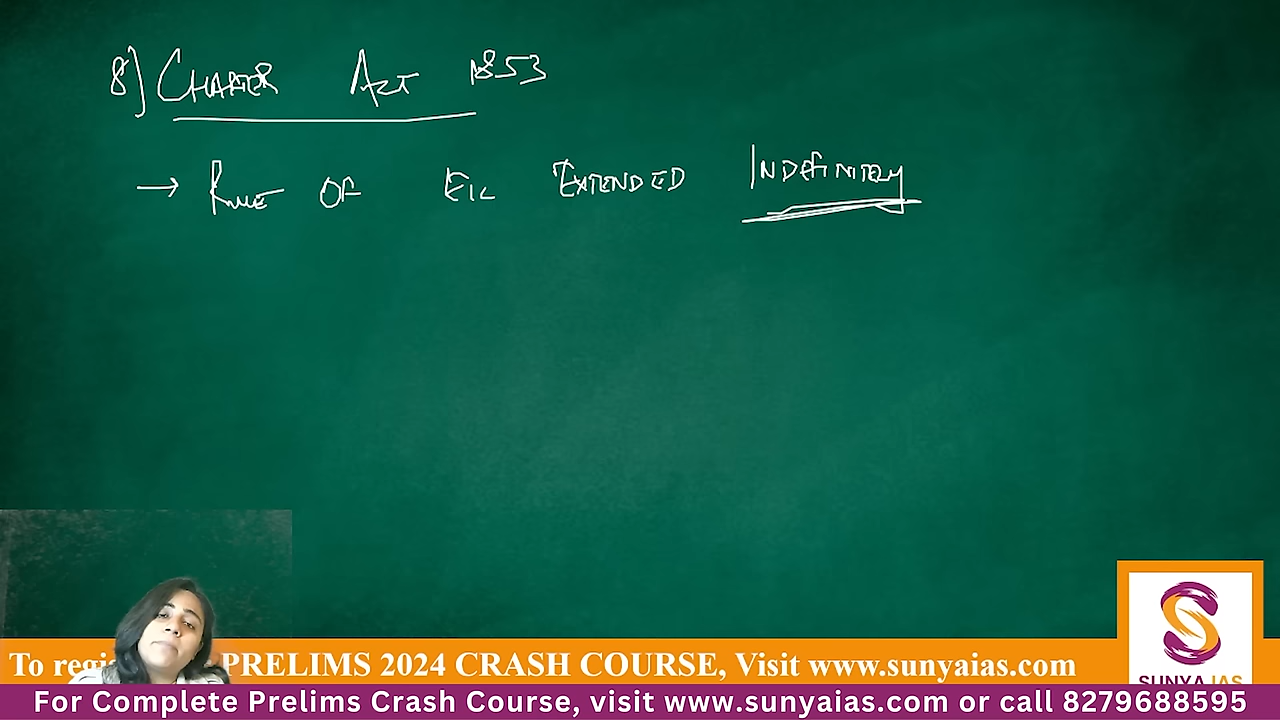 8] CHARTER ACT 1853
→ RULE OF EIC EXTENDED INDEFINITELY
To regis PRELIMS 2024 CRASH COURSE, Visit www.sunyaias.com
SUNYA IAS
For Complete Prelims Crash Course, visit www.sunyaias.com or call 8279688595